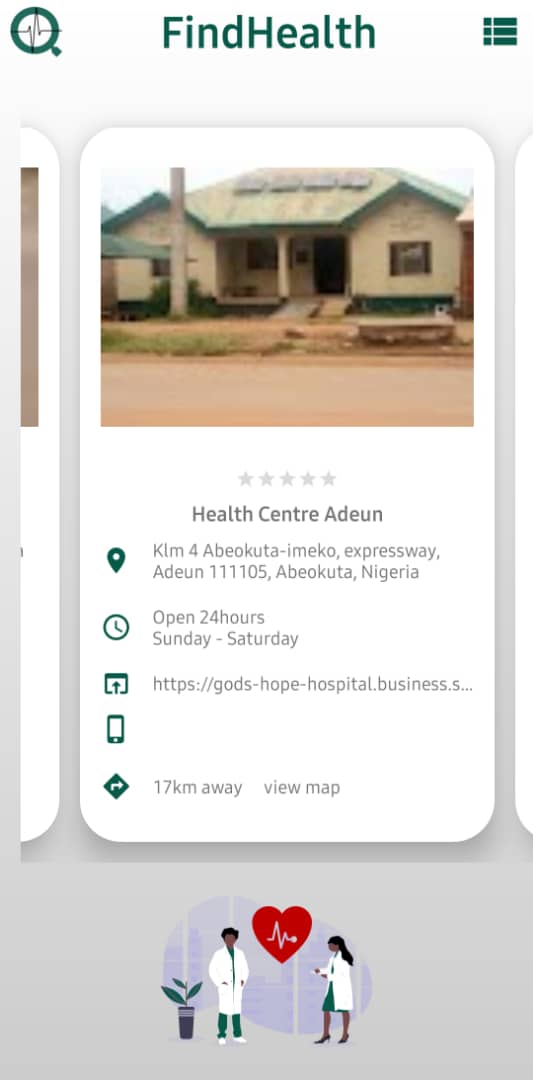 FindHealth
Health Centre Adeun
Klm 4 Abeokuta-imeko, expressway,
Adeun 111105, Abeokuta, Nigeria
Open 24hours
Sunday - Saturday
https://gods-hope-hospital.business.s...
17km away view map